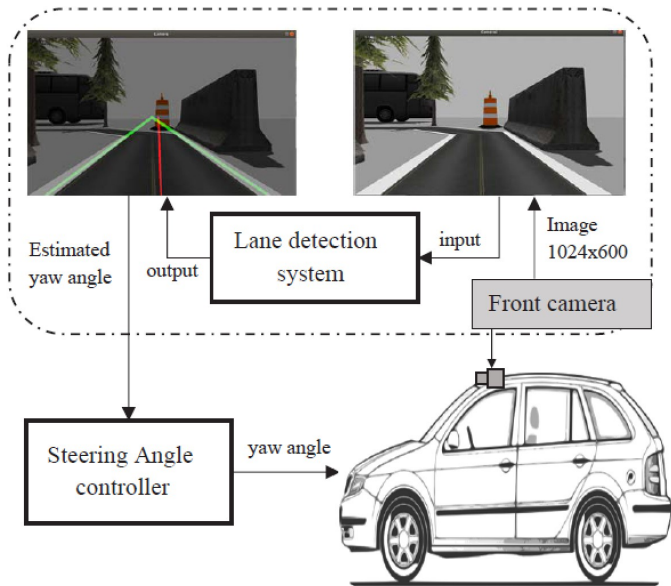 Estimated
yaw angle
output
Lane detection
system
input
Image
1024x600
Front camera
Steering Angle
controller
yaw angle